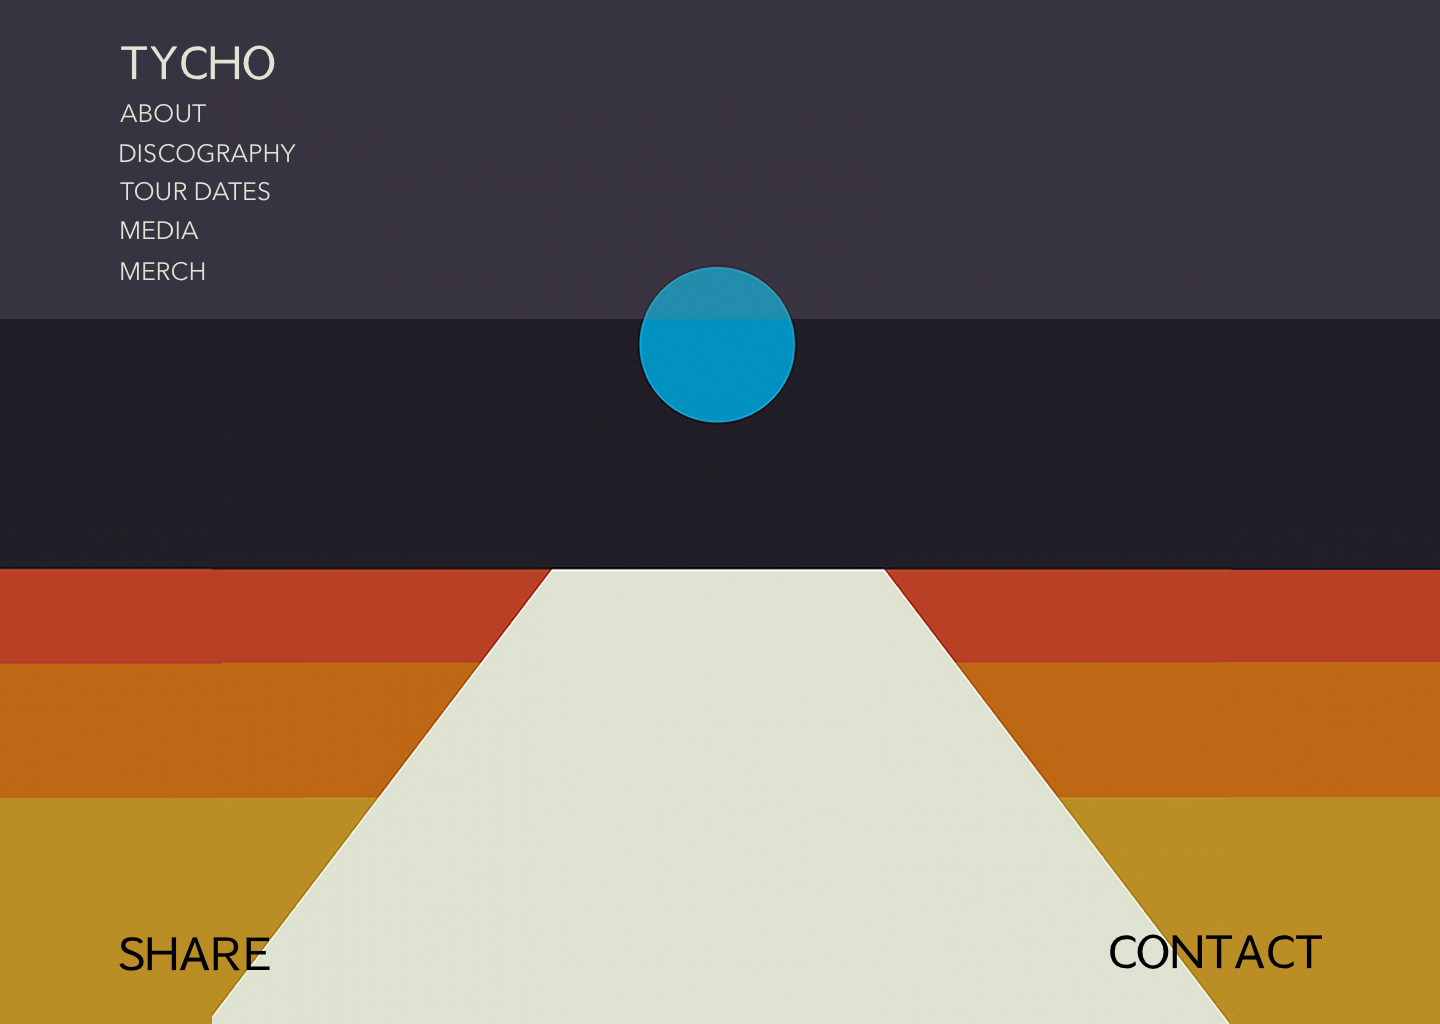 TYCHO
ABOUT
DISCOGRAPHY
TOUR DATES
MEDIA
MERCH
SHARE
CONTACT